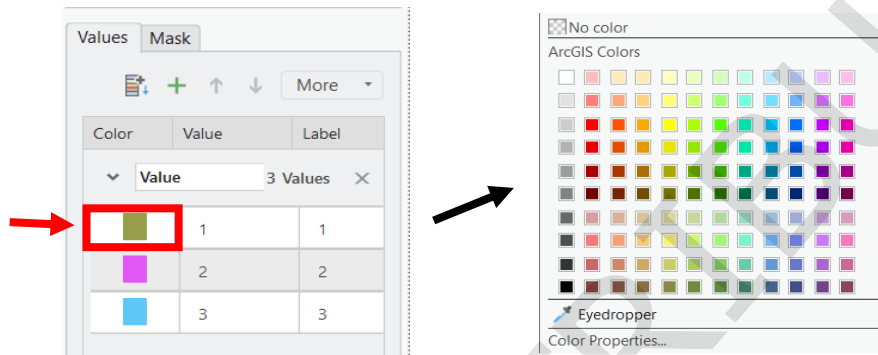 Values Mask
More
Color Value Label
Value 3 Values
1 1
2 2
3 3
No color
ArcGIS Colors
Eyedropper
Color Properties...